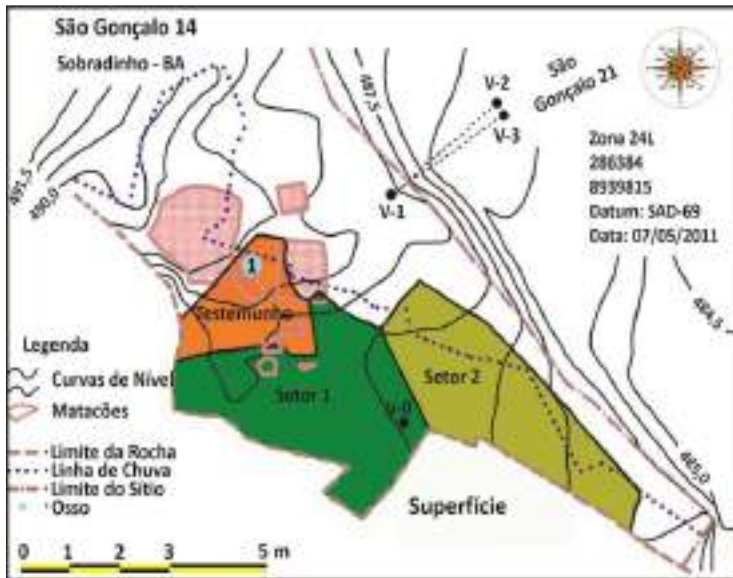 São Gonçalo 14
Sobradinho - BA
V-2
São
Gonçalo 21
V-3
487,5
V-1
Zona 24L
286384
8939815
Datum: SAD-69
Data: 07/05/2011
491,5
490,0
1
Testemunho
484,5
Setor 1
Setor 2
V-0
485,0
Superfície
Legenda
Curvas de Nível
Matacões
Limite da Rocha
Linha de Chuva
Limite do Sítio
Osso
0 1 2 3 5 m